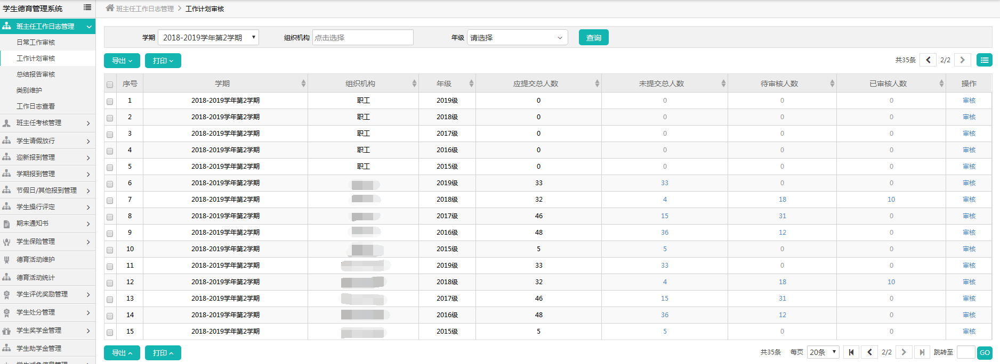 学生德育管理系统
班主任工作日志管理 > 工作计划审核
班主任工作日志管理
日常工作审核
工作计划审核
总结报告审核
类别维护
工作日志查看
班主任考核管理
学生请假放行
迎新报到管理
学期报到管理
节假日/其他报到管理
学生操行评定
期末通知书
学生保险管理
德育活动维护
德育活动统计
学生评优奖励管理
学生处分管理
学生奖学金管理
学生助学金管理
学期 2018-2019学年第2学期 组织机构 点击选择 年级 请选择 查询
导出 打印 共35条 2/2
序号 学期 组织机构 年级 应提交总人数 未提交总人数 待审核人数 已审核人数 操作
1 2018-2019学年第2学期 职工 2019级 0 0 0 0 审核
2 2018-2019学年第2学期 职工 2018级 0 0 0 0 审核
3 2018-2019学年第2学期 职工 2017级 0 0 0 0 审核
4 2018-2019学年第2学期 职工 2016级 0 0 0 0 审核
5 2018-2019学年第2学期 职工 2015级 0 0 0 0 审核
6 2018-2019学年第2学期 2019级 33 33 0 0 审核
7 2018-2019学年第2学期 2018级 32 4 18 10 审核
8 2018-2019学年第2学期 2017级 46 15 31 0 审核
9 2018-2019学年第2学期 2016级 48 36 12 0 审核
10 2018-2019学年第2学期 2015级 5 5 0 0 审核
11 2018-2019学年第2学期 2019级 33 33 0 0 审核
12 2018-2019学年第2学期 2018级 32 4 18 10 审核
13 2018-2019学年第2学期 2017级 46 15 31 0 审核
14 2018-2019学年第2学期 2016级 48 36 12 0 审核
15 2018-2019学年第2学期 2015级 5 5 0 0 审核
导出 打印 共35条 每页 20条 2/2 跳转至 GO